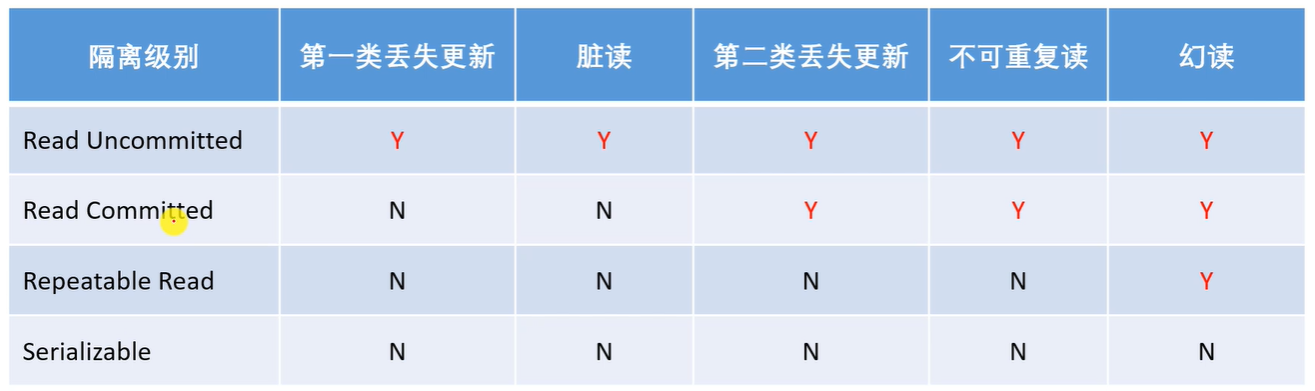 隔离级别 第一类丢失更新 脏读 第二类丢失更新 不可重复读 幻读
Read Uncommitted Y Y Y Y Y
Read Committed N N Y Y Y
Repeatable Read N N N N Y
Serializable N N N N N